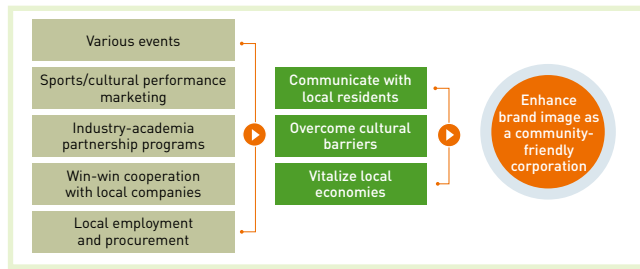 Various events
Sports/cultural performance
marketing
Industry-academia
partnership programs
Win-win cooperation
with local companies
Local employment
and procurement
Communicate with
local residents
Overcome cultural
barriers
Vitalize local
economies
Enhance
brand image as
a community-
friendly
corporation